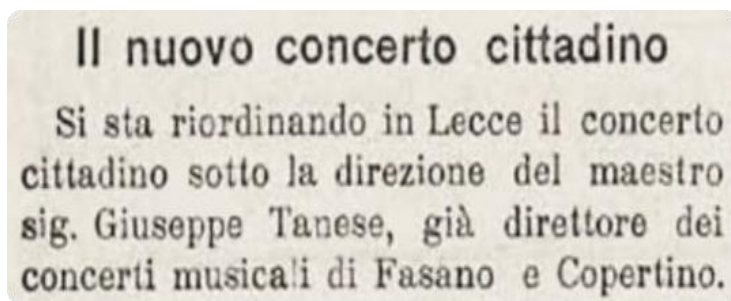 Il nuovo concerto cittadino
Si sta riordinando in Lecce il concerto
cittadino sotto la direzione del maestro
sig. Giuseppe Tanese, già direttore dei
concerti musicali di Fasano e Copertino.